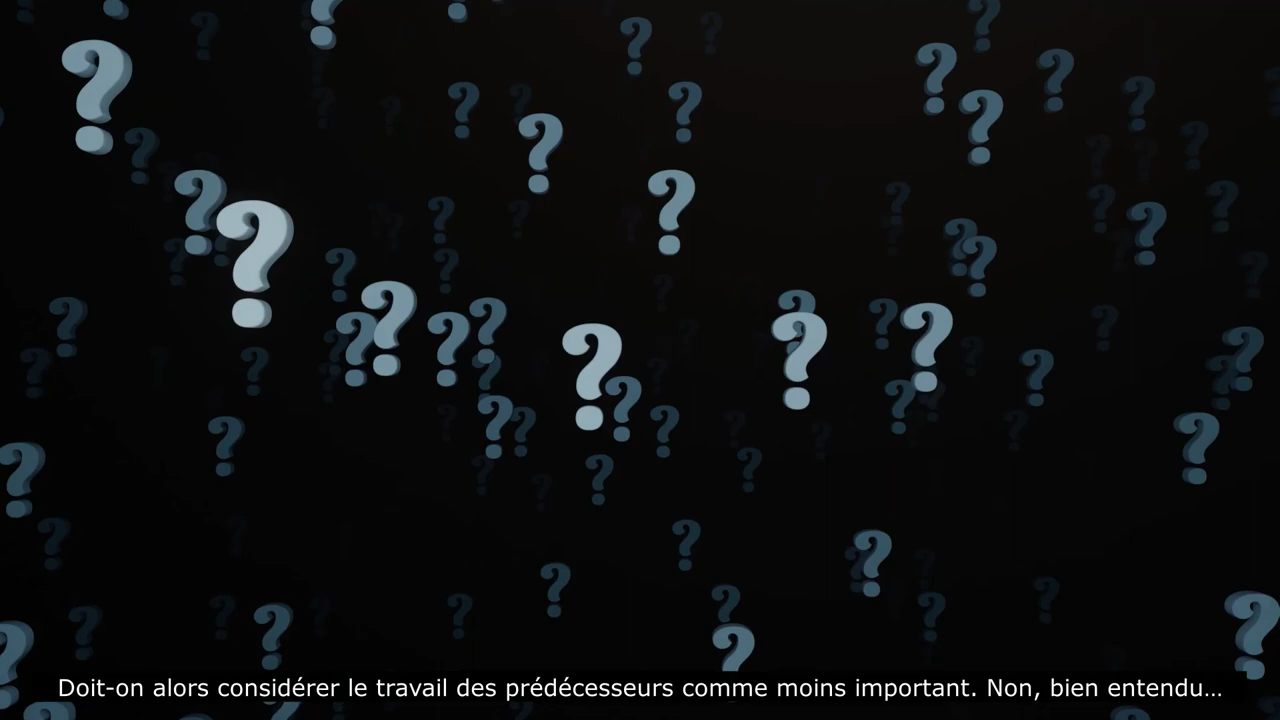 Doit-on alors considérer le travail des prédécesseurs comme moins important. Non, bien entendu...